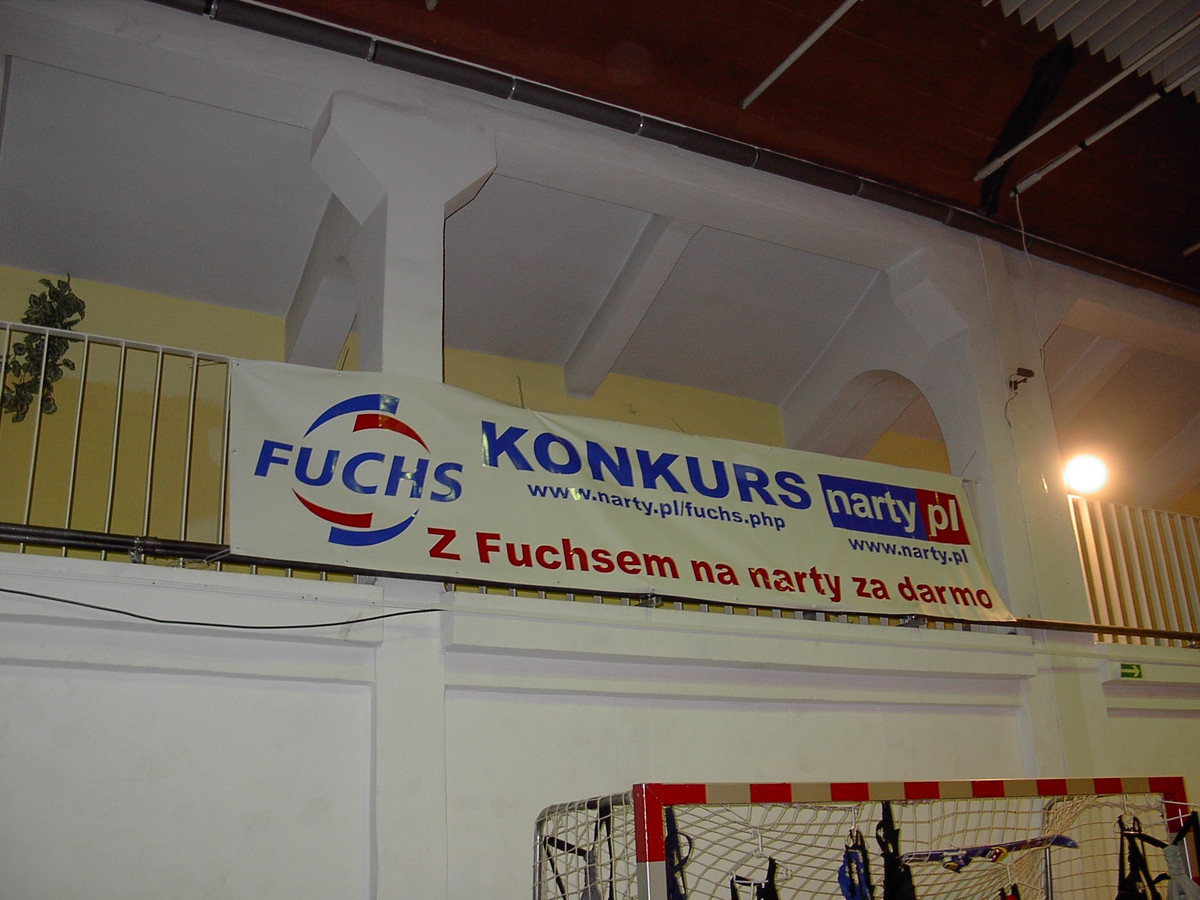 FUCHS
KONKURS
www.narty.pl/fuchs.php
narty.pl
www.narty.pl
z Fuchsem na narty za darmo